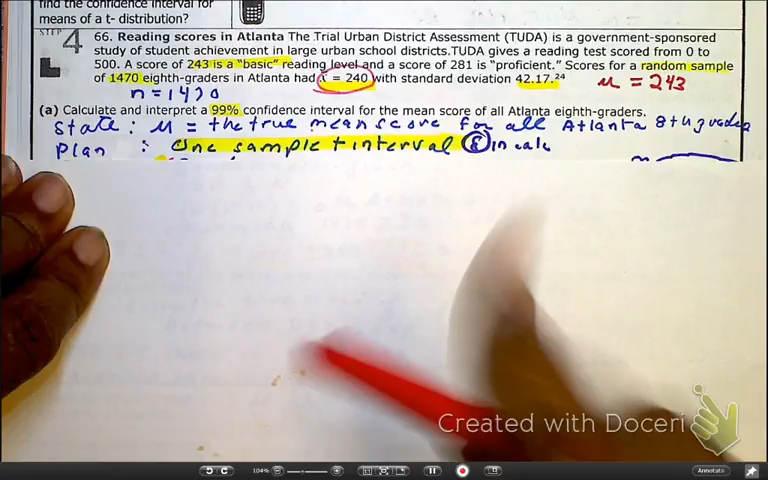 find the confidence interval for
means of a t- distribution?
STEP 4
66. Reading scores in Atlanta The Trial Urban District Assessment (TUDA) is a government-sponsored
study of student achievement in large urban school districts.TUDA gives a reading test scored from 0 to
500. A score of 243 is a “basic” reading level and a score of 281 is “proficient.” Scores for a random sample
of 1470 eighth-graders in Atlanta had x̄ = 240 with standard deviation 42.17.²⁴ μ = 243
n = 1470
(a) Calculate and interpret a 99% confidence interval for the mean score of all Atlanta eighth-graders.
State : μ = the true mean score for all Atlanta 8th grades
Plan : One sample t interval 8 in calc
Created with Doceri
104%
Annotate